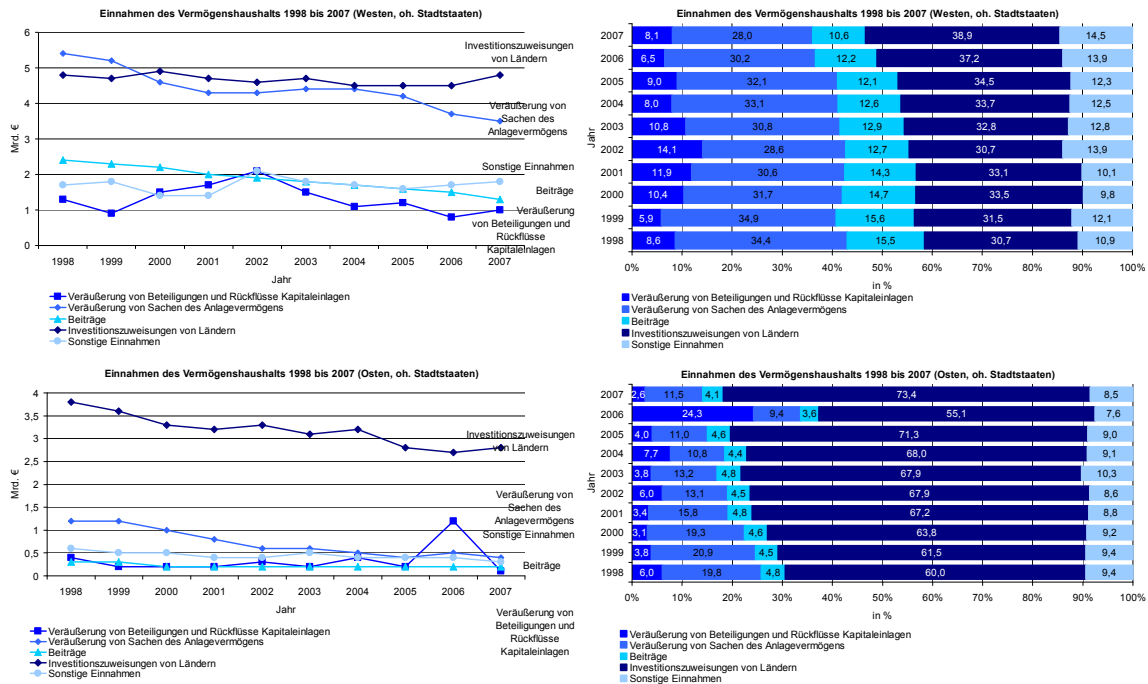 Einnahmen des Vermögenshaushalts 1998 bis 2007 (Westen, oh. Stadtstaaten)
Mrd. €
6
5
4
3
2
1
0
1998 1999 2000 2001 2002 2003 2004 2005 2006 2007
Jahr
Investitionszuweisungen
von Ländern
Veräußerung von
Sachen des
Anlagevermögens
Sonstige Einnahmen
Beiträge
Veräußerung
von Beteiligungen und
Rückflüsse
Kapitaleinlagen
Veräußerung von Beteiligungen und Rückflüsse Kapitaleinlagen
Veräußerung von Sachen des Anlagevermögens
Beiträge
Investitionszuweisungen von Ländern
Sonstige Einnahmen
Einnahmen des Vermögenshaushalts 1998 bis 2007 (Westen, oh. Stadtstaaten)
Jahr
2007 8,1 28,0 10,6 38,9 14,5
2006 6,5 30,2 12,2 37,2 13,9
2005 9,0 32,1 12,1 34,5 12,3
2004 8,0 33,1 12,6 33,7 12,5
2003 10,8 30,8 12,9 32,8 12,8
2002 14,1 28,6 12,7 30,7 13,9
2001 11,9 30,6 14,3 33,1 10,1
2000 10,4 31,7 14,7 33,5 9,8
1999 5,9 34,9 15,6 31,5 12,1
1998 8,6 34,4 15,5 30,7 10,9
0% 10% 20% 30% 40% 50% 60% 70% 80% 90% 100%
in %
Veräußerung von Beteiligungen und Rückflüsse Kapitaleinlagen
Veräußerung von Sachen des Anlagevermögens
Beiträge
Investitionszuweisungen von Ländern
Sonstige Einnahmen
Einnahmen des Vermögenshaushalts 1998 bis 2007 (Osten, oh. Stadtstaaten)
Mrd. €
4
3,5
3
2,5
2
1,5
1
0,5
0
1998 1999 2000 2001 2002 2003 2004 2005 2006 2007
Jahr
Investitionszuweisungen
von Ländern
Veräußerung von
Sachen des
Anlagevermögens
Sonstige Einnahmen
Beiträge
Veräußerung von
Beteiligungen und
Rückflüsse
Kapitaleinlagen
Veräußerung von Beteiligungen und Rückflüsse Kapitaleinlagen
Veräußerung von Sachen des Anlagevermögens
Beiträge
Investitionszuweisungen von Ländern
Sonstige Einnahmen
Einnahmen des Vermögenshaushalts 1998 bis 2007 (Osten, oh. Stadtstaaten)
Jahr
2007 2,6 11,5 4,1 73,4 8,5
2006 24,3 9,4 3,6 55,1 7,6
2005 4,0 11,0 4,6 71,3 9,0
2004 7,7 10,8 4,4 68,0 9,1
2003 3,8 13,2 4,8 67,9 10,3
2002 6,0 13,1 4,5 67,9 8,6
2001 3,4 15,8 4,8 67,2 8,8
2000 3,1 19,3 4,6 63,8 9,2
1999 3,8 20,9 4,5 61,5 9,4
1998 6,0 19,8 4,8 60,0 9,4
0% 10% 20% 30% 40% 50% 60% 70% 80% 90% 100%
in %
Veräußerung von Beteiligungen und Rückflüsse Kapitaleinlagen
Veräußerung von Sachen des Anlagevermögens
Beiträge
Investitionszuweisungen von Ländern
Sonstige Einnahmen